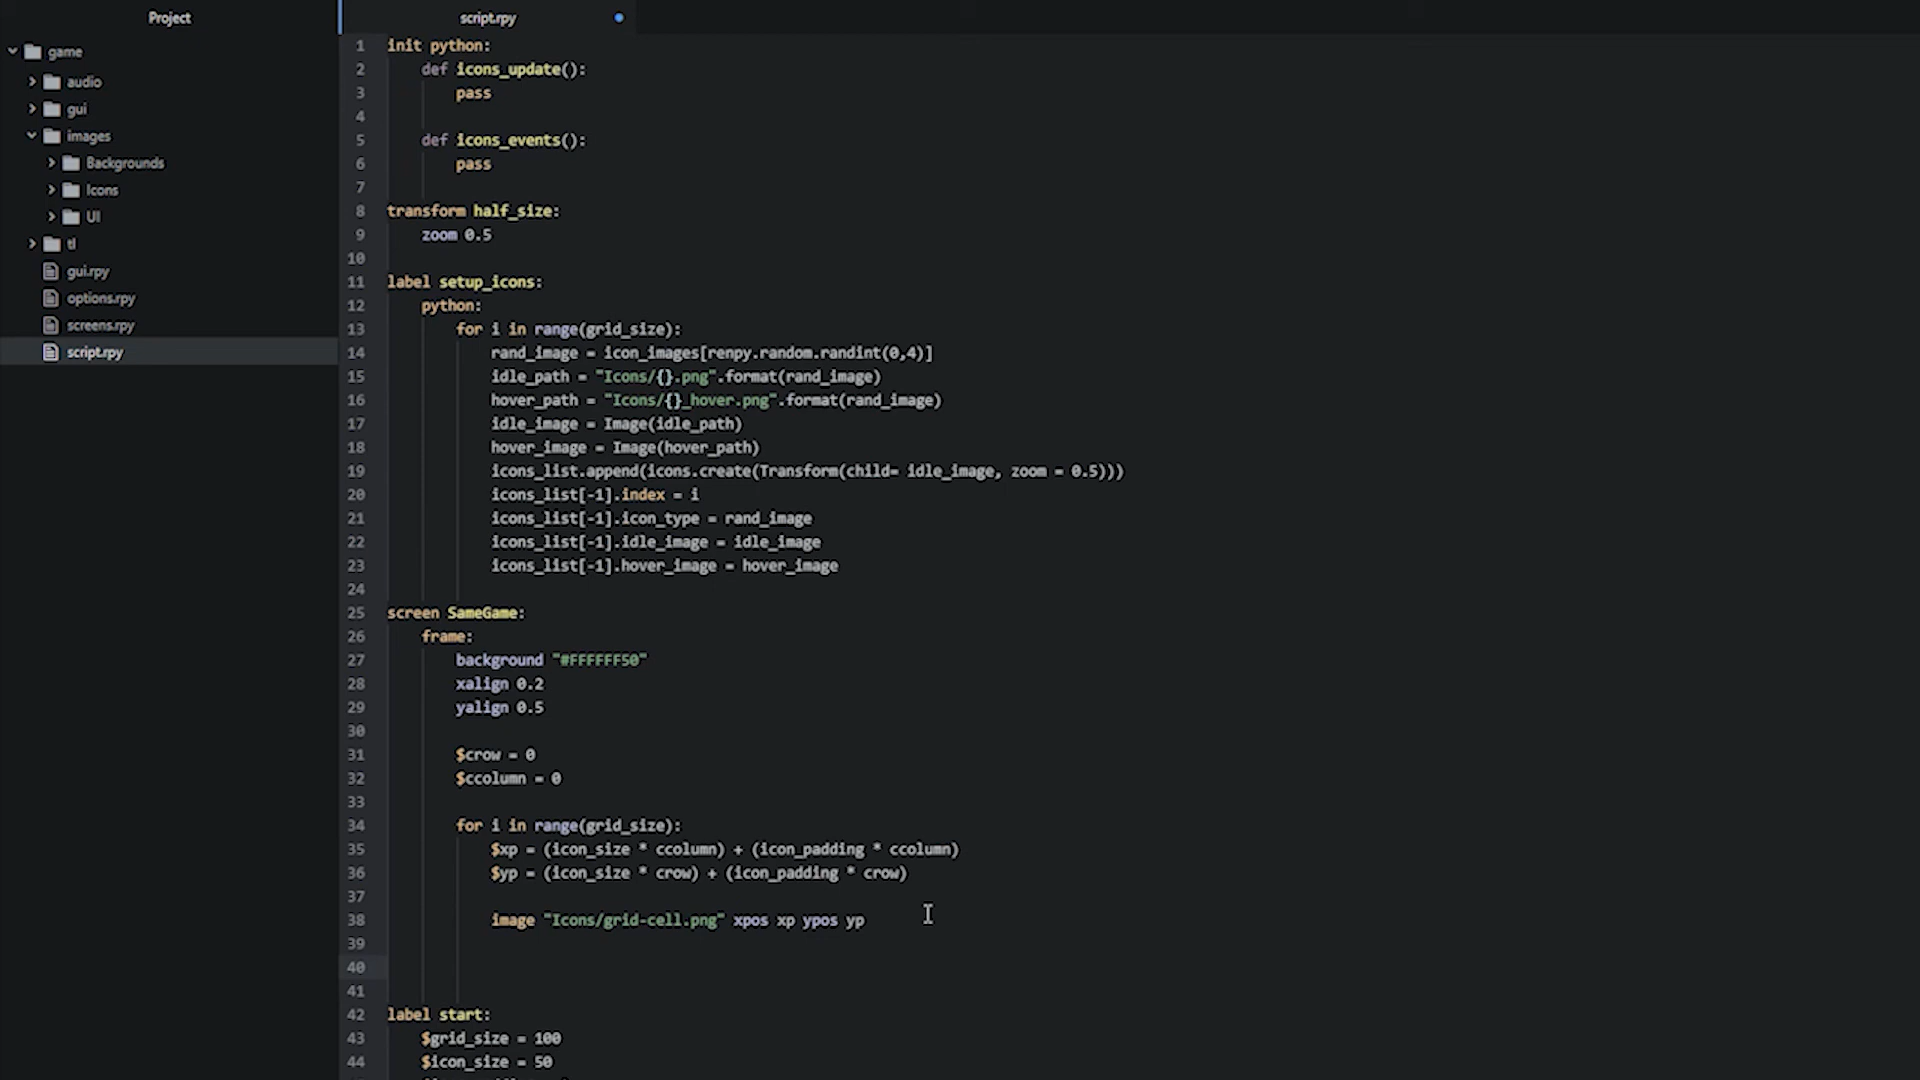 Project
script.rpy
game
audio
gui
images
Backgrounds
Icons
UI
tl
gui.rpy
options.rpy
screens.rpy
script.rpy
1 init python:
2 def icons_update():
3 pass
4
5 def icons_events():
6 pass
7
8 transform half_size:
9 zoom 0.5
10
11 label setup_icons:
12 python:
13 for i in range(grid_size):
14 rand_image = icon_images[renpy.random.randint(0,4)]
15 idle_path = "Icons/{}.png".format(rand_image)
16 hover_path = "Icons/{}_hover.png".format(rand_image)
17 idle_image = Image(idle_path)
18 hover_image = Image(hover_path)
19 icons_list.append(icons.create(Transform(child= idle_image, zoom = 0.5)))
20 icons_list[-1].index = i
21 icons_list[-1].icon_type = rand_image
22 icons_list[-1].idle_image = idle_image
23 icons_list[-1].hover_image = hover_image
24
25 screen SameGame:
26 frame:
27 background "#FFFFFF50"
28 xalign 0.2
29 yalign 0.5
30
31 $crow = 0
32 $ccolumn = 0
33
34 for i in range(grid_size):
35 $xp = (icon_size * ccolumn) + (icon_padding * ccolumn)
36 $yp = (icon_size * crow) + (icon_padding * crow)
37
38 image "Icons/grid-cell.png" xpos xp ypos yp
39
40
41
42 label start:
43 $grid_size = 100
44 $icon_size = 50